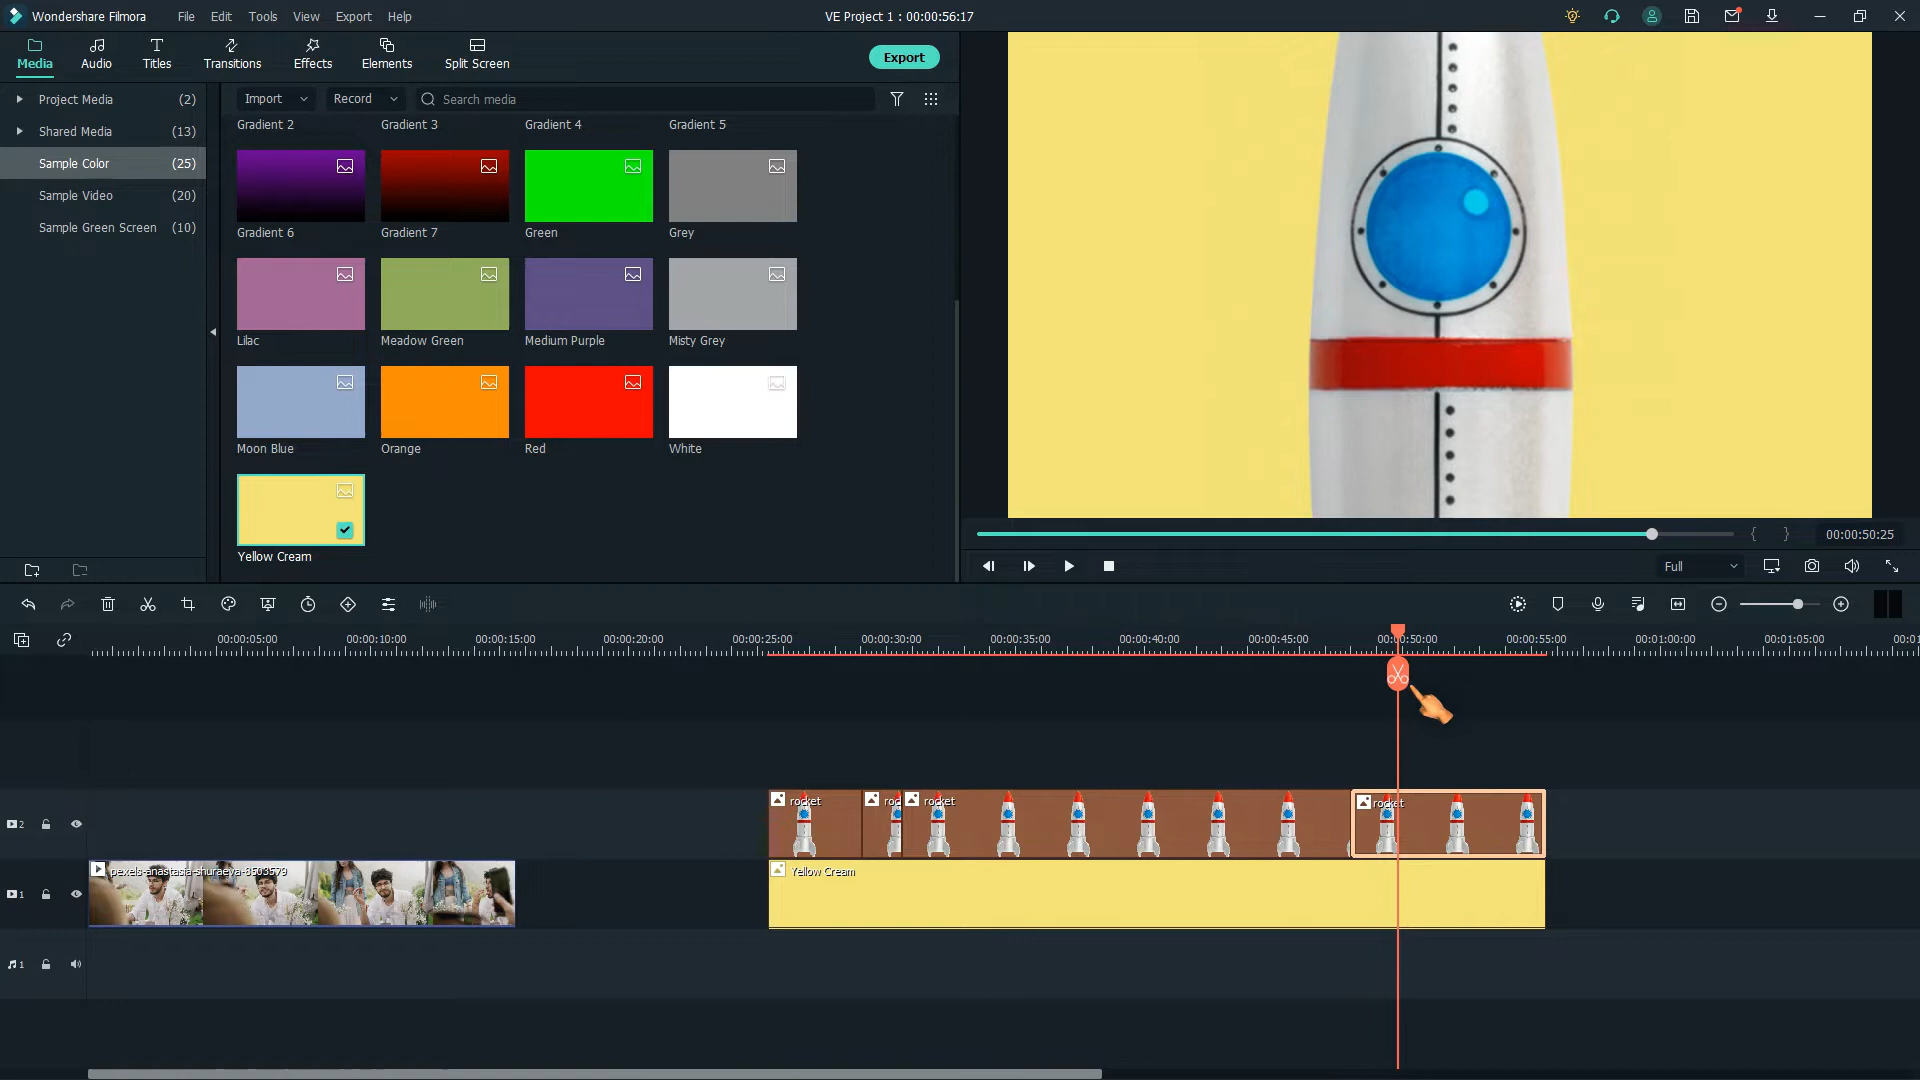 Wondershare Filmora
File Edit Tools View Export Help
VE Project 1 : 00:00:56:17
Media Audio Titles Transitions Effects Elements Split Screen
Export
Project Media (2)
Shared Media (13)
Sample Color (25)
Sample Video (20)
Sample Green Screen (10)
Import Record Search media
Gradient 2 Gradient 3 Gradient 4 Gradient 5
Gradient 6 Gradient 7 Green Grey
Lilac Meadow Green Medium Purple Misty Grey
Moon Blue Orange Red White
Yellow Cream
{ } 00:00:50:25
Full
00:00:05:00 00:00:10:00 00:00:15:00 00:00:20:00 00:00:25:00 00:00:30:00 00:00:35:00 00:00:40:00 00:00:45:00 00:00:50:00 00:00:55:00 00:01:00:00 00:01:05:00 00:01
2
rocket roc rocket rocket
1
pexels-anastasia-shuraeva-8503579
Yellow Cream
1